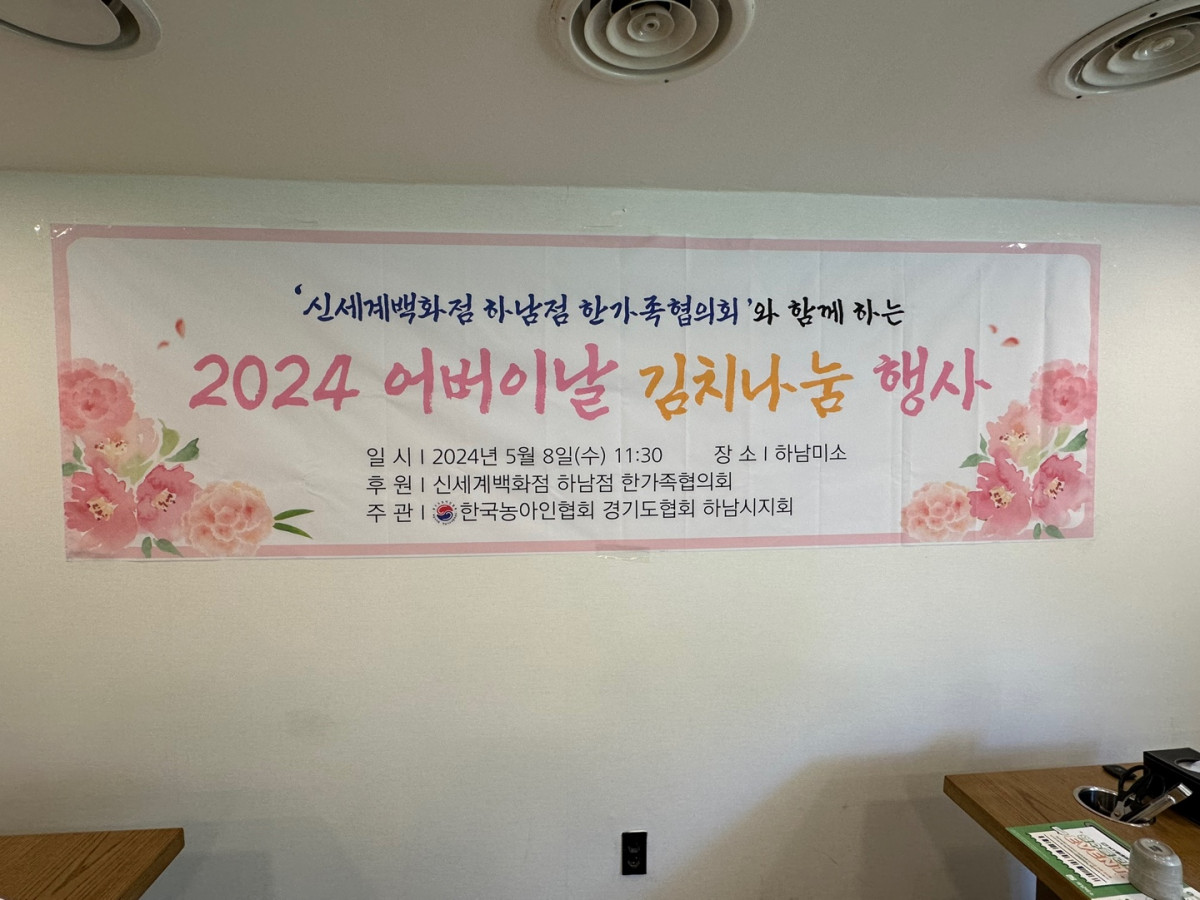 '신세계백화점 하남점 한가족협의회'와 함께 하는
2024 어버이날 김치나눔 행사
일 시 I 2024년 5월 8일(수) 11:30 장 소 I 하남미소
후 원 I 신세계백화점 하남점 한가족협의회
주 관 I 한국농아인협회 경기도협회 하남시지회